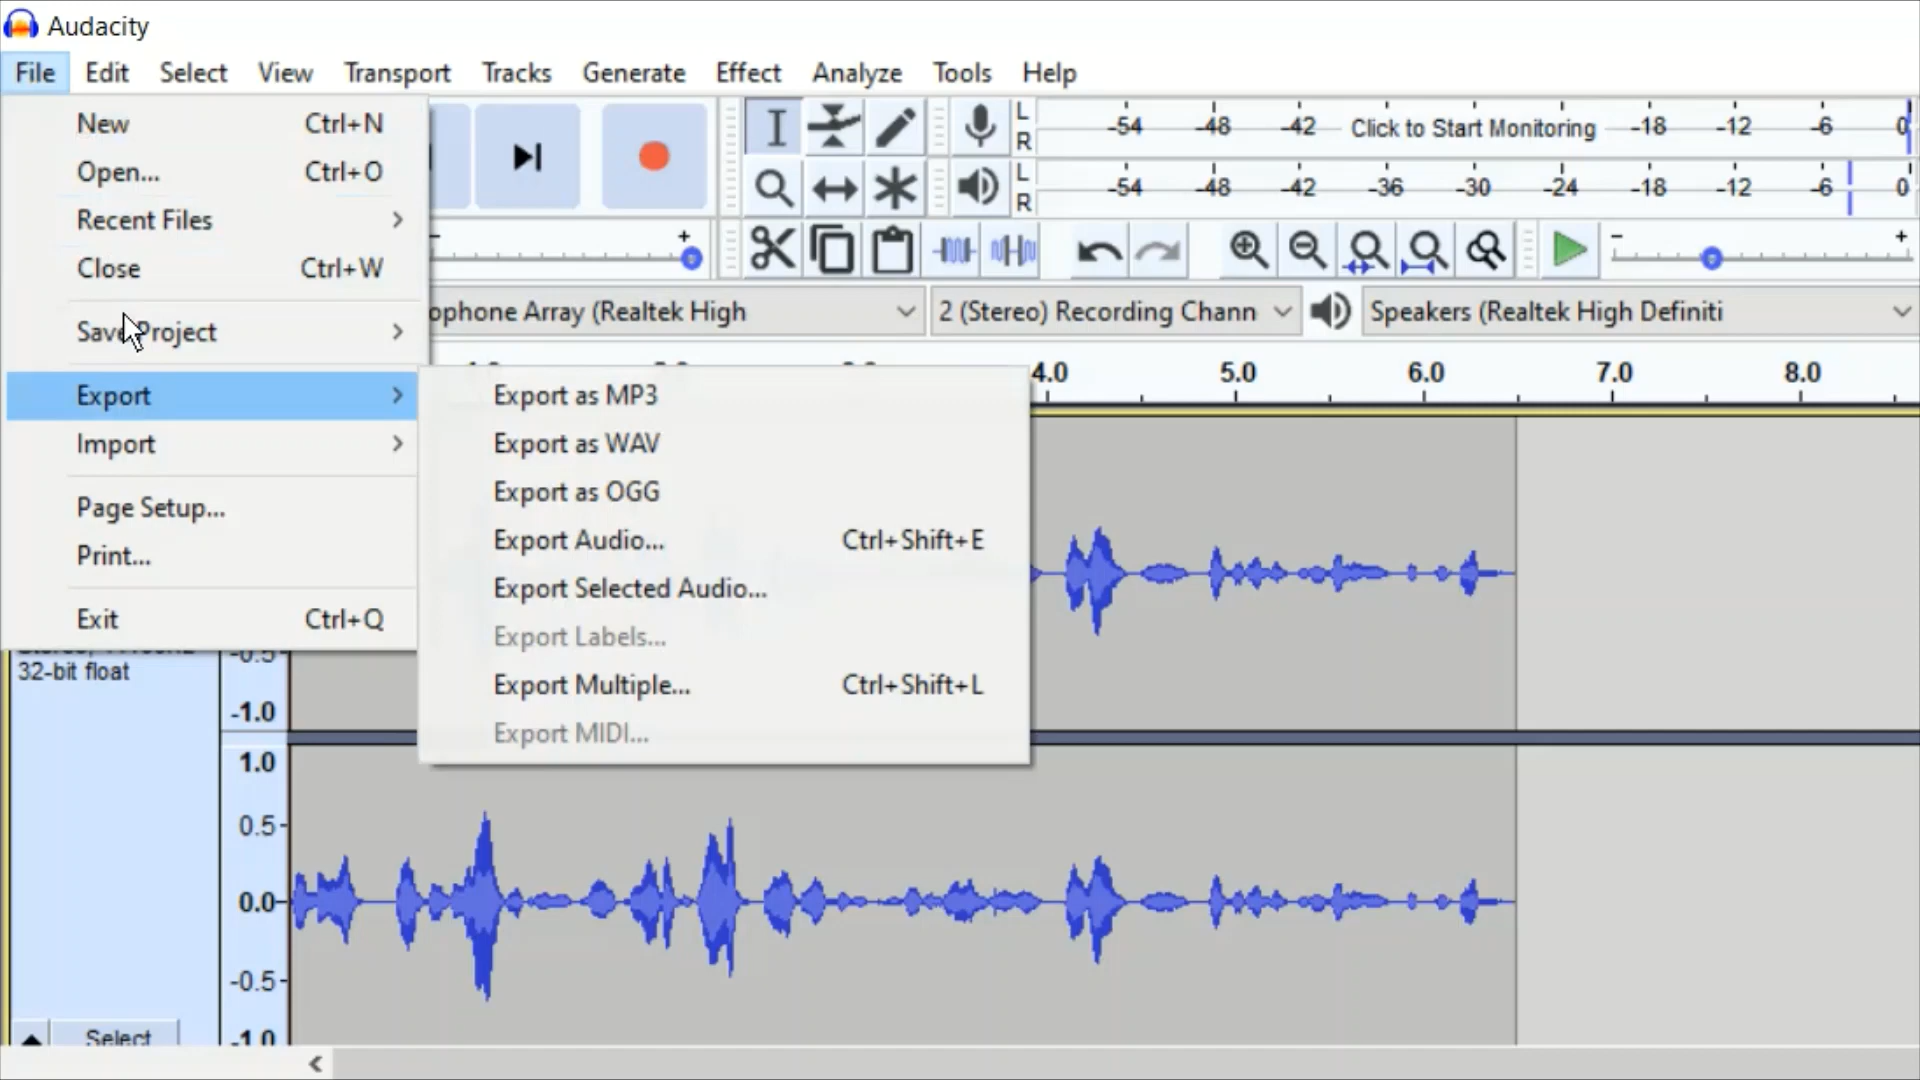 Audacity
File Edit Select View Transport Tracks Generate Effect Analyze Tools Help
New Ctrl+N
Open... Ctrl+O
Recent Files
Close Ctrl+W
Save Project
Export
Import
Page Setup...
Print...
Exit Ctrl+Q
Export as MP3
Export as WAV
Export as OGG
Export Audio... Ctrl+Shift+E
Export Selected Audio...
Export Labels...
Export Multiple... Ctrl+Shift+L
Export MIDI...
L
R
-54 -48 -42 Click to Start Monitoring -18 -12 -6 0
L
R
-54 -48 -42 -36 -30 -24 -18 -12 -6 0
- +
- +
ophone Array (Realtek High
2 (Stereo) Recording Chann
Speakers (Realtek High Definiti
4.0 5.0 6.0 7.0 8.0
32-bit float
-0.5
-1.0
1.0
0.5
0.0
-0.5
-1.0
Select